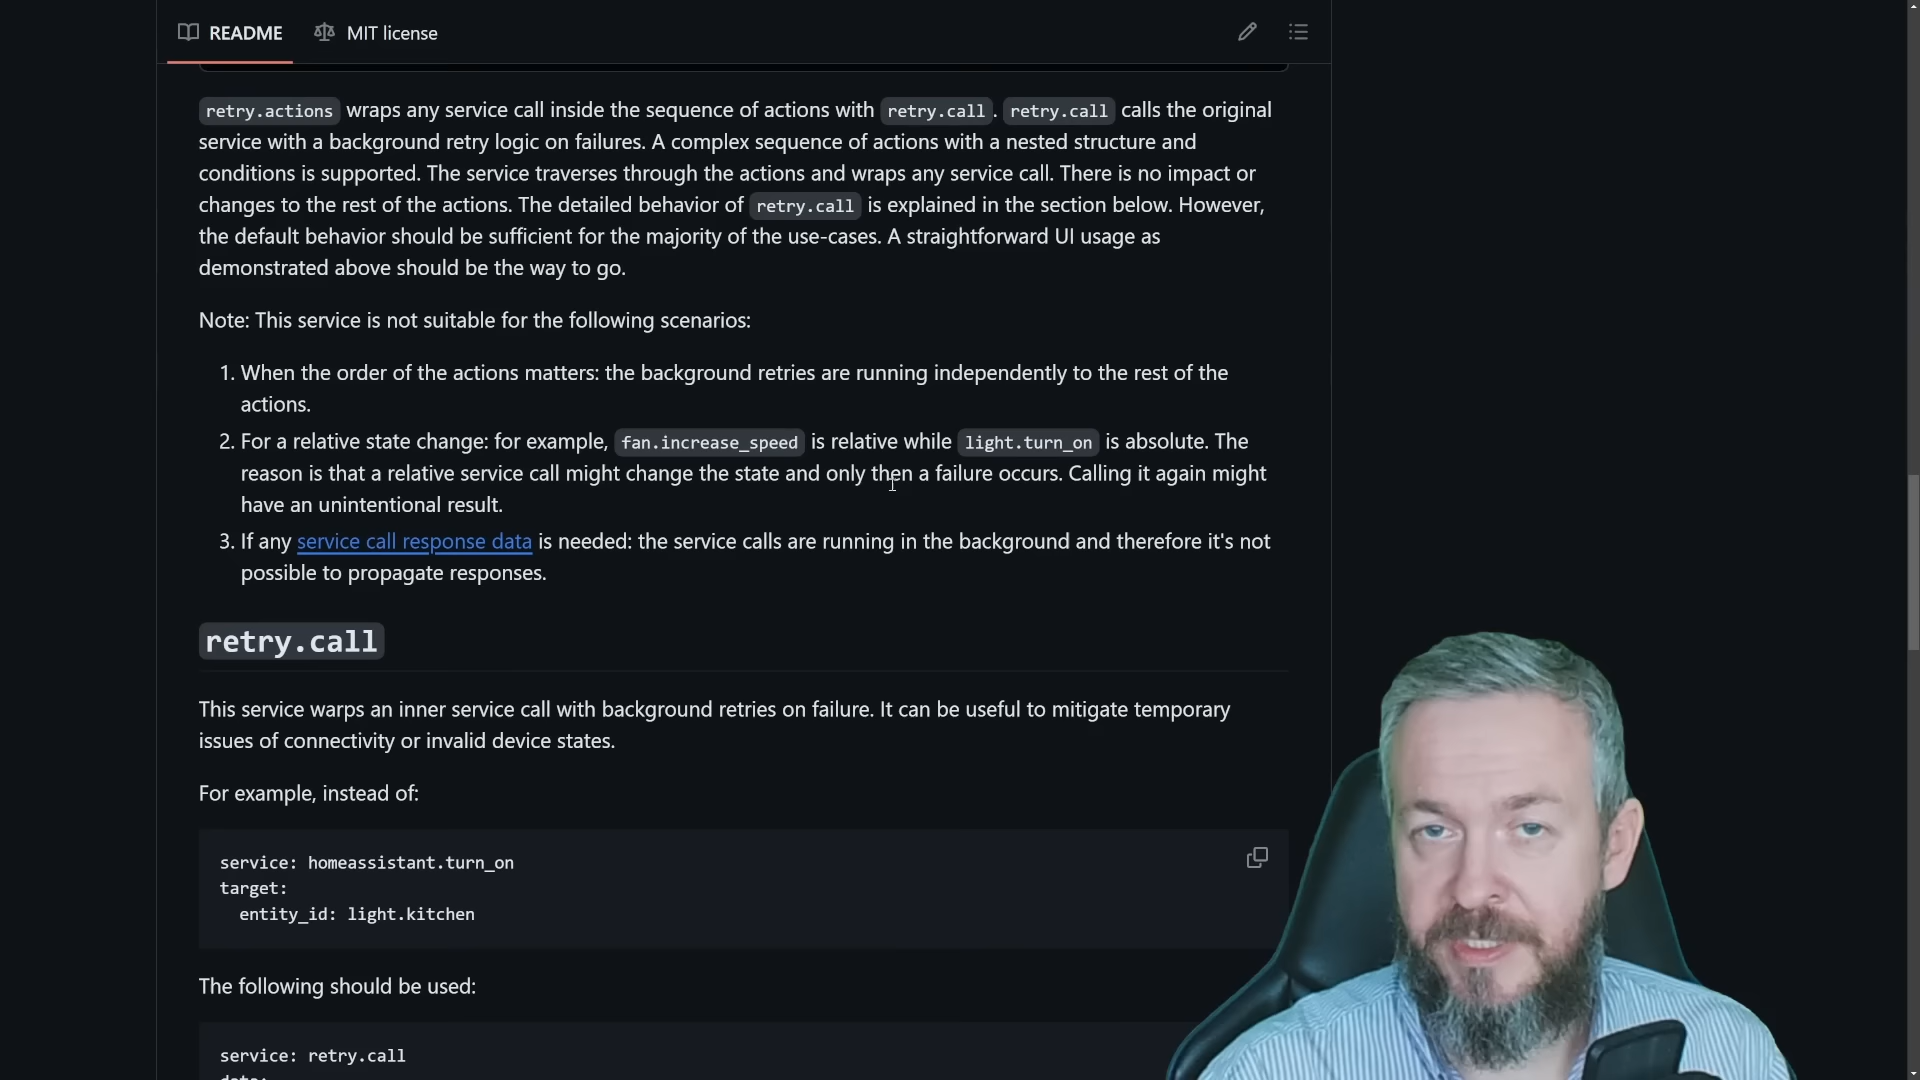 README MIT license
retry.actions wraps any service call inside the sequence of actions with retry.call. retry.call calls the original
service with a background retry logic on failures. A complex sequence of actions with a nested structure and
conditions is supported. The service traverses through the actions and wraps any service call. There is no impact or
changes to the rest of the actions. The detailed behavior of retry.call is explained in the section below. However,
the default behavior should be sufficient for the majority of the use-cases. A straightforward UI usage as
demonstrated above should be the way to go.
Note: This service is not suitable for the following scenarios:
1. When the order of the actions matters: the background retries are running independently to the rest of the
actions.
2. For a relative state change: for example, fan.increase_speed is relative while light.turn_on is absolute. The
reason is that a relative service call might change the state and only then a failure occurs. Calling it again might
have an unintentional result.
3. If any service call response data is needed: the service calls are running in the background and therefore it's not
possible to propagate responses.
retry.call
This service warps an inner service call with background retries on failure. It can be useful to mitigate temporary
issues of connectivity or invalid device states.
For example, instead of:
service: homeassistant.turn_on
target:
entity_id: light.kitchen
The following should be used:
service: retry.call